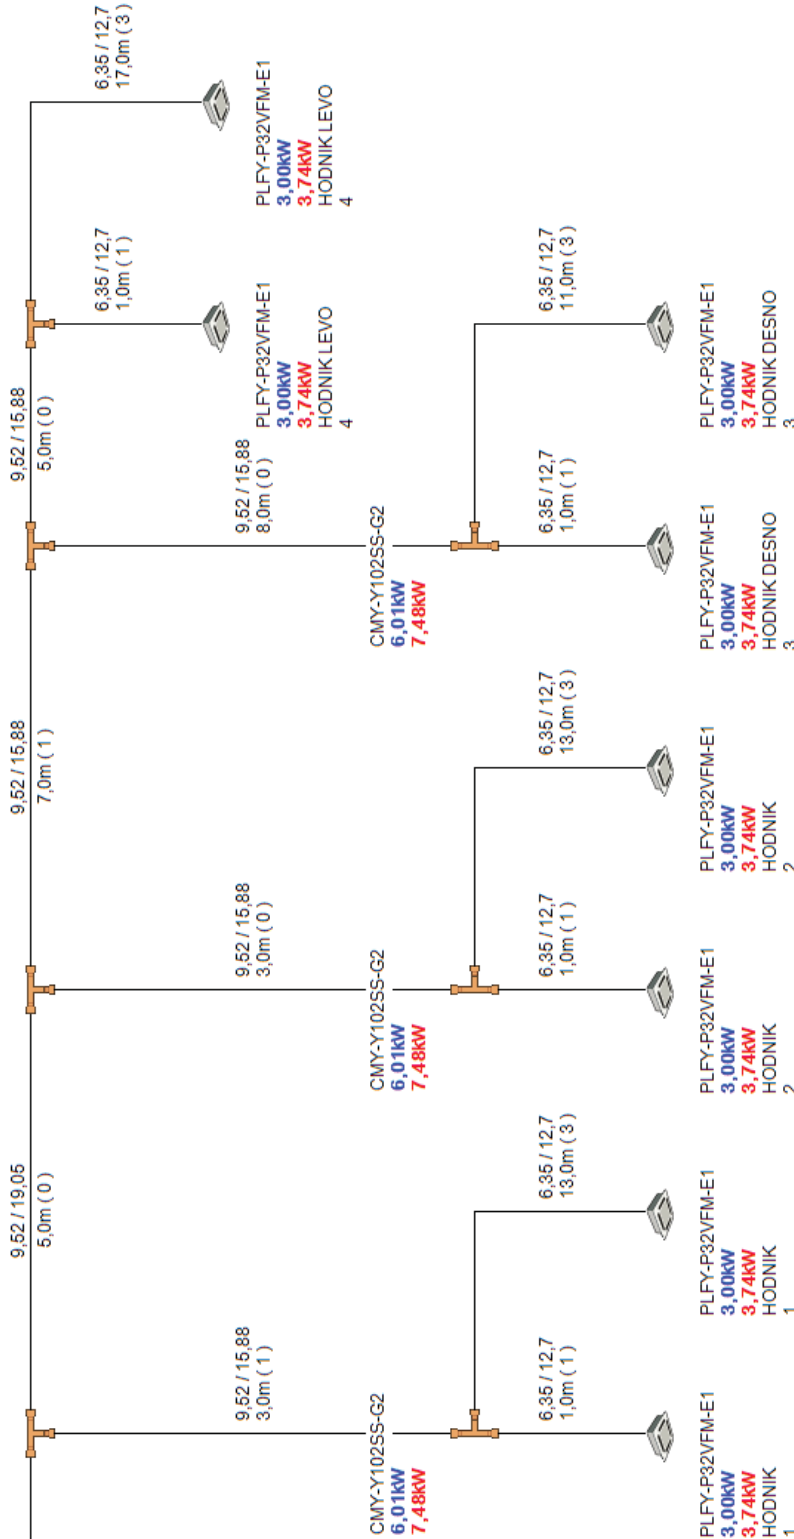 6,35 / 12,7
17,0m ( 3 )
PLFY-P32VFM-E1
3,00kW
3,74kW
HODNIK LEVO
4
6,35 / 12,7
1,0m ( 1 )
PLFY-P32VFM-E1
3,00kW
3,74kW
HODNIK LEVO
4
9,52 / 15,88
5,0m ( 0 )
9,52 / 15,88
8,0m ( 0 )
CMY-Y102SS-G2
6,01kW
7,48kW
6,35 / 12,7
11,0m ( 3 )
PLFY-P32VFM-E1
3,00kW
3,74kW
HODNIK DESNO
3
6,35 / 12,7
1,0m ( 1 )
PLFY-P32VFM-E1
3,00kW
3,74kW
HODNIK DESNO
3
9,52 / 15,88
7,0m ( 1 )
9,52 / 15,88
3,0m ( 0 )
CMY-Y102SS-G2
6,01kW
7,48kW
6,35 / 12,7
13,0m ( 3 )
PLFY-P32VFM-E1
3,00kW
3,74kW
HODNIK
2
6,35 / 12,7
1,0m ( 1 )
PLFY-P32VFM-E1
3,00kW
3,74kW
HODNIK
2
9,52 / 19,05
5,0m ( 0 )
9,52 / 15,88
3,0m ( 1 )
CMY-Y102SS-G2
6,01kW
7,48kW
6,35 / 12,7
13,0m ( 3 )
PLFY-P32VFM-E1
3,00kW
3,74kW
HODNIK
1
6,35 / 12,7
1,0m ( 1 )
PLFY-P32VFM-E1
3,00kW
3,74kW
HODNIK
1